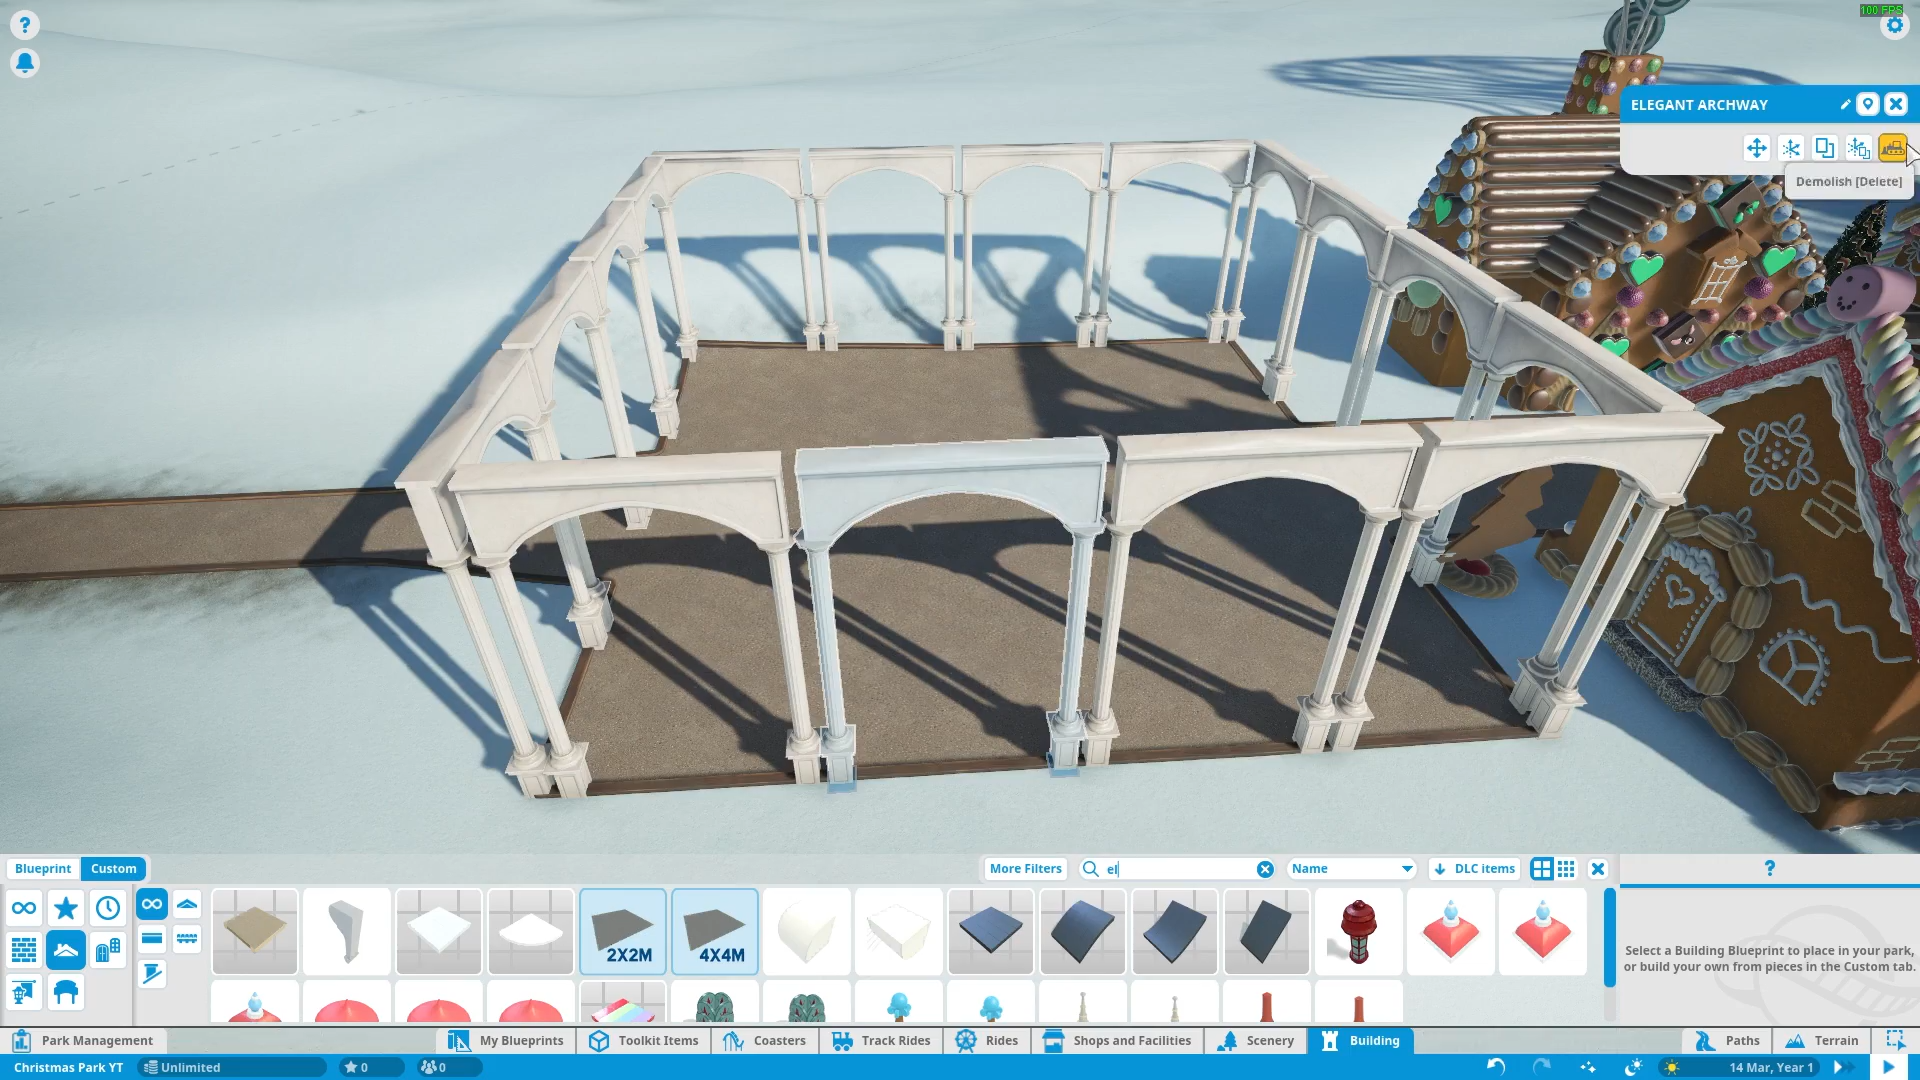 100 FPS
?
ELEGANT ARCHWAY
Demolish [Delete]
Blueprint
Custom
More Filters
el
Name
DLC items
?
2X2M
4X4M
Select a Building Blueprint to place in your park,
or build your own from pieces in the Custom tab.
Park Management
My Blueprints
Toolkit Items
Coasters
Track Rides
Rides
Shops and Facilities
Scenery
Building
Paths
Terrain
Christmas Park YT
Unlimited
0
0
14 Mar, Year 1